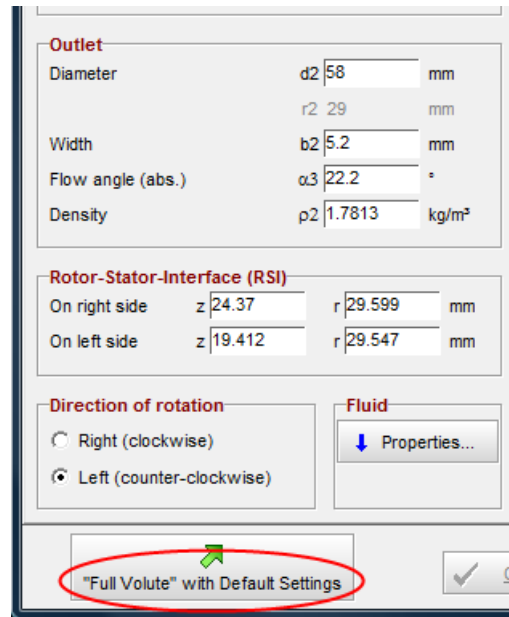 Outlet
Diameter d2 58 mm
r2 29 mm
Width b2 5.2 mm
Flow angle (abs.) α3 22.2 °
Density ρ2 1.7813 kg/m³
Rotor-Stator-Interface (RSI)
On right side z 24.37 r 29.599 mm
On left side z 19.412 r 29.547 mm
Direction of rotation Fluid
Right (clockwise) Properties...
Left (counter-clockwise)
"Full Volute" with Default Settings